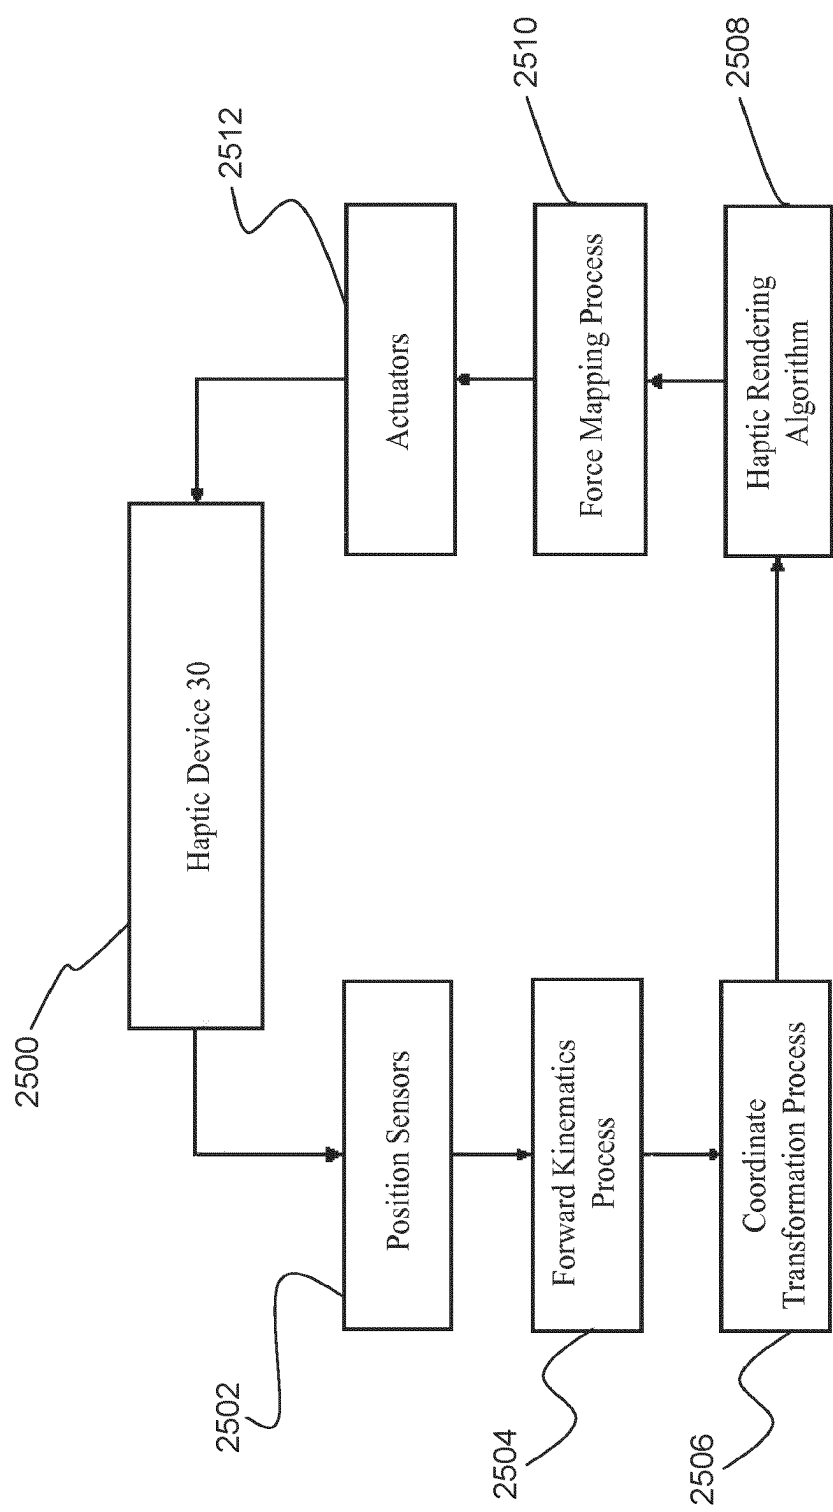 2500
Haptic Device 30
2502
Position Sensors
2512
Actuators
2504
Forward Kinematics
Process
2510
Force Mapping Process
2506
Coordinate
Transformation Process
2508
Haptic Rendering
Algorithm